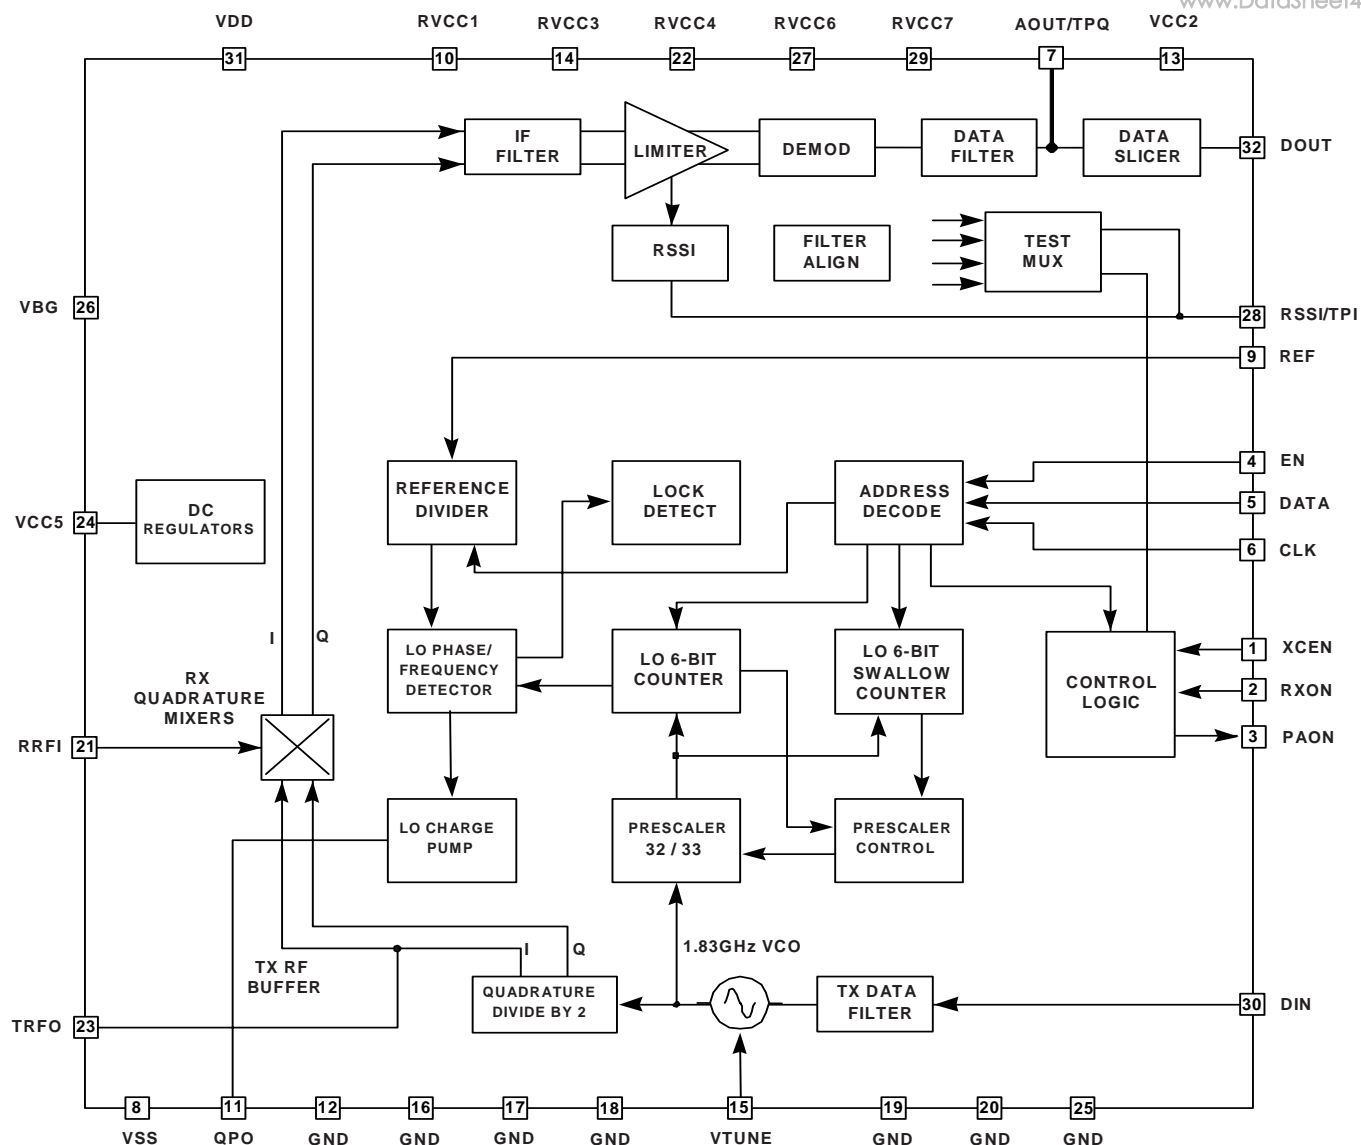 www.DataSheet4
VDD
RVCC1
RVCC3
RVCC4
RVCC6
RVCC7
AOUT/TPQ
VCC2
31
10
14
22
27
29
7
13
IF
FILTER
LIMITER
DEMOD
DATA
FILTER
DATA
SLICER
32
DOUT
RSSI
FILTER
ALIGN
TEST
MUX
VBG
26
28
RSSI/TPI
9
REF
REFERENCE
DIVIDER
LOCK
DETECT
ADDRESS
DECODE
4
EN
5
DATA
6
CLK
VCC5
24
DC
REGULATORS
I
Q
LO PHASE/
FREQUENCY
DETECTOR
LO 6-BIT
COUNTER
LO 6-BIT
SWALLOW
COUNTER
CONTROL
LOGIC
1
XCEN
2
RXON
3
PAON
RX
QUADRATURE
MIXERS
RRFI
21
LO CHARGE
PUMP
PRESCALER
32 / 33
PRESCALER
CONTROL
I
Q
1.83GHz VCO
TX RF
BUFFER
QUADRATURE
DIVIDE BY 2
TX DATA
FILTER
30
DIN
TRFO
23
8
11
12
16
17
18
15
19
20
25
VSS
QPO
GND
GND
GND
GND
VTUNE
GND
GND
GND